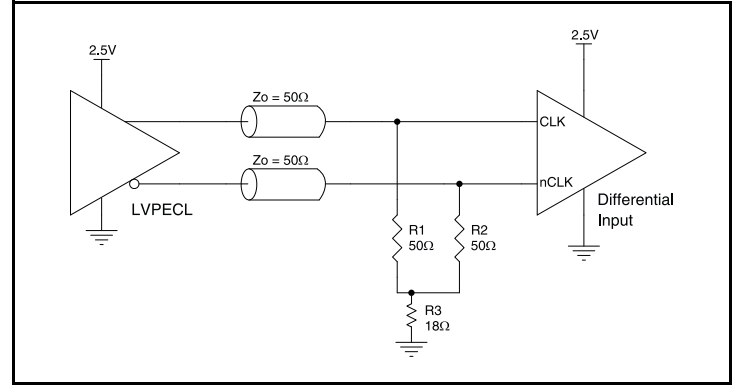 2.5V
2.5V
Zo = 50Ω
CLK
Zo = 50Ω
nCLK
LVPECL
Differential
Input
R1
50Ω
R2
50Ω
R3
18Ω